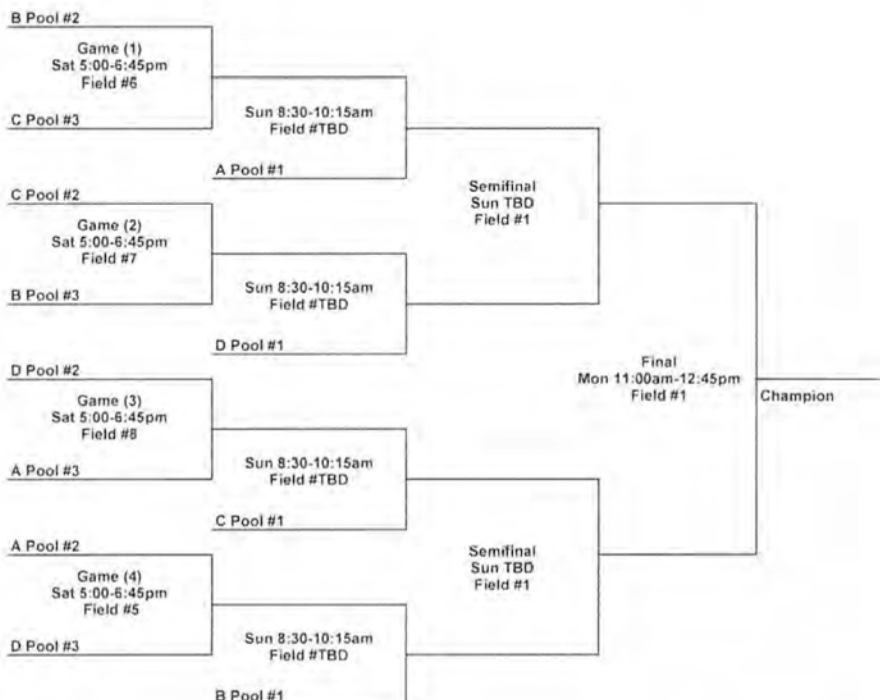 B Pool #2
Game (1)
Sat 5:00-6:45pm
Field #6
C Pool #3
Sun 8:30-10:15am
Field #TBD
A Pool #1
C Pool #2
Game (2)
Sat 5:00-6:45pm
Field #7
B Pool #3
Sun 8:30-10:15am
Field #TBD
D Pool #1
Semifinal
Sun TBD
Field #1
D Pool #2
Game (3)
Sat 5:00-6:45pm
Field #8
A Pool #3
Sun 8:30-10:15am
Field #TBD
C Pool #1
A Pool #2
Game (4)
Sat 5:00-6:45pm
Field #5
D Pool #3
Sun 8:30-10:15am
Field #TBD
B Pool #1
Semifinal
Sun TBD
Field #1
Final
Mon 11:00am-12:45pm
Field #1
Champion